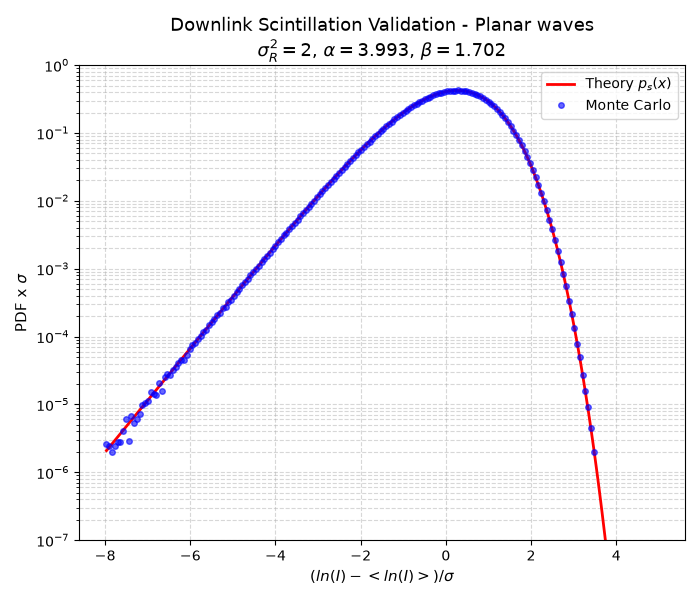 Downlink Scintillation Validation - Planar waves
σ_R^2 = 2, α = 3.993, β = 1.702
Theory p_s(x)
Monte Carlo
PDF x σ
10^0
10^-1
10^-2
10^-3
10^-4
10^-5
10^-6
10^-7
−8 −6 −4 −2 0 2 4
(ln(I) − < ln(I) >)/σ